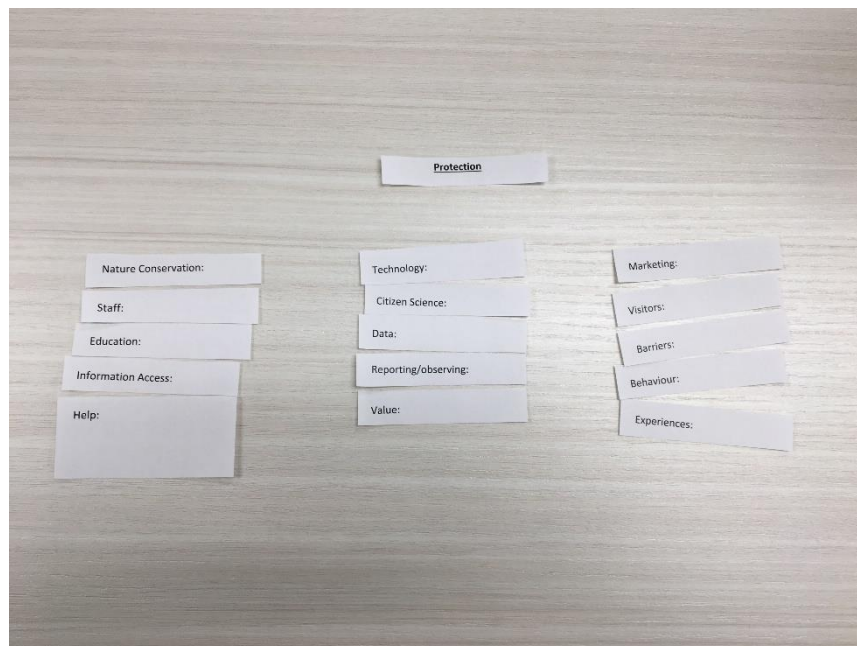 Protection
Nature Conservation:
Staff:
Education:
Information Access:
Help:
Technology:
Citizen Science:
Data:
Reporting/observing:
Value:
Marketing:
Visitors:
Barriers:
Behaviour:
Experiences: